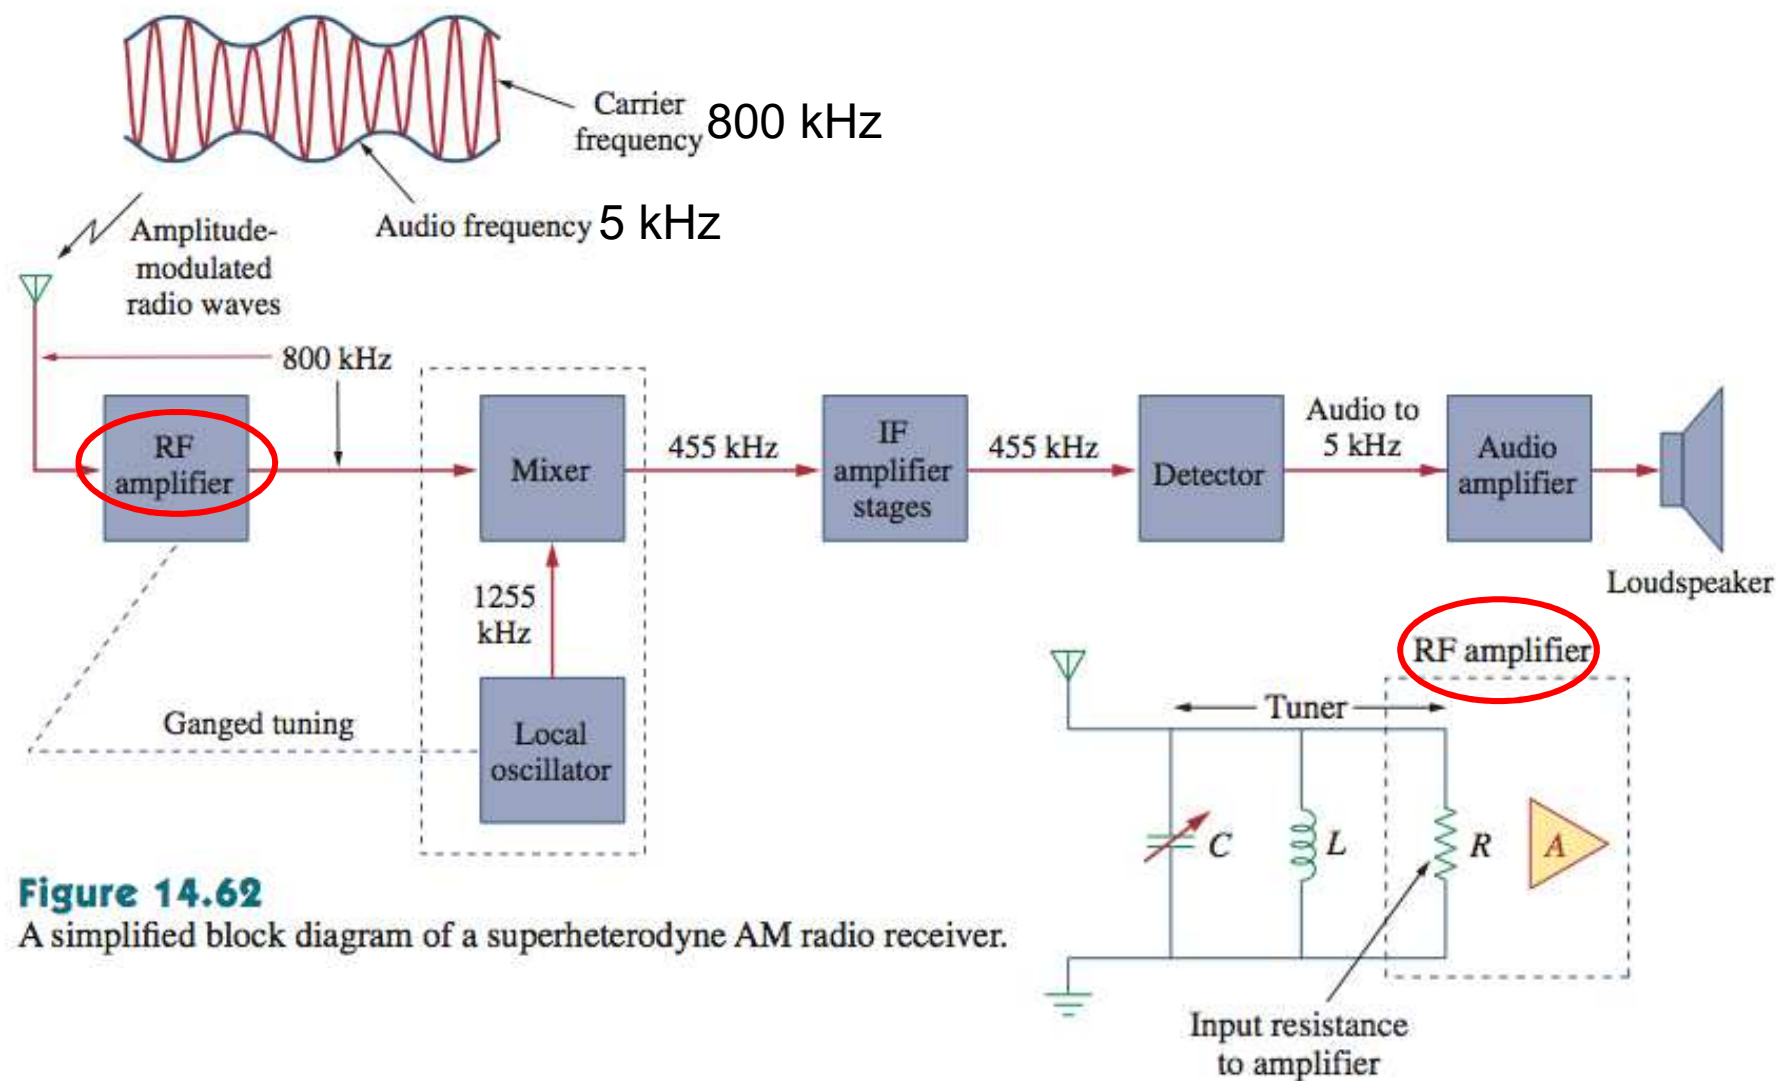 Carrier
frequency 800 kHz
Audio frequency 5 kHz
Amplitude-
modulated
radio waves
800 kHz
RF
amplifier
Mixer
455 kHz
IF
amplifier
stages
455 kHz
Detector
Audio to
5 kHz
Audio
amplifier
Loudspeaker
1255
kHz
Local
oscillator
Ganged tuning
RF amplifier
Tuner
C
L
R
A
Input resistance
to amplifier
Figure 14.62
A simplified block diagram of a superheterodyne AM radio receiver.